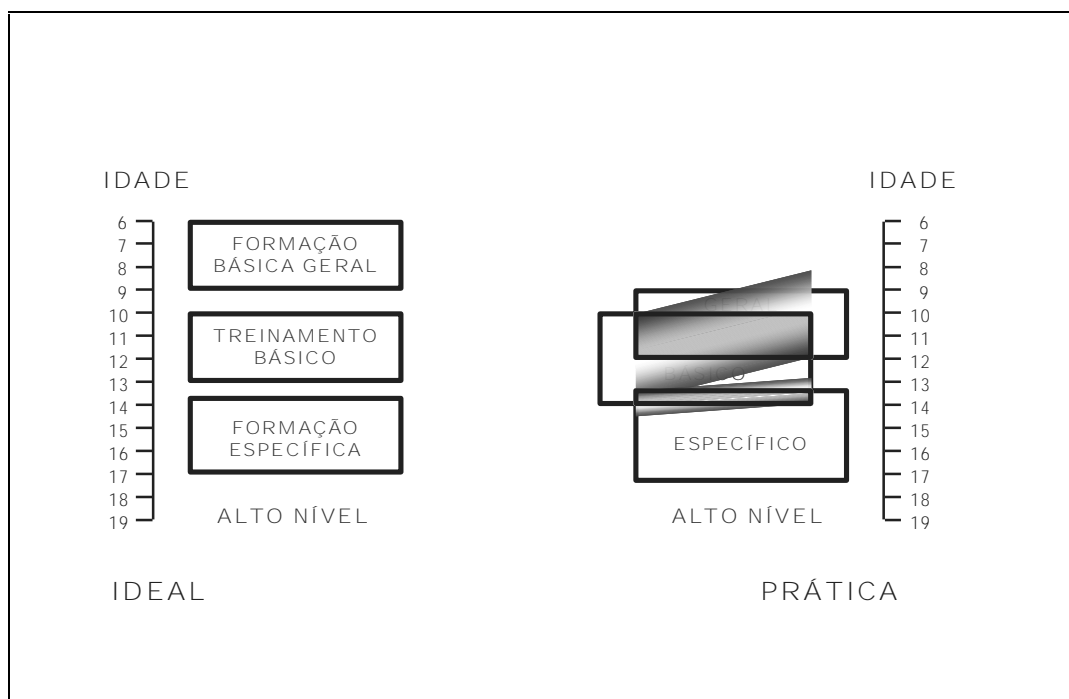 IDADE
6
7
8
9
10
11
12
13
14
15
16
17
18
19
FORMAÇÃO
BÁSICA GERAL
TREINAMENTO
BÁSICO
FORMAÇÃO
ESPECÍFICA
ALTO NÍVEL
IDEAL
IDADE
6
7
8
9
10
11
12
13
14
15
16
17
18
19
BÁSICO
ESPECÍFICO
ALTO NÍVEL
PRÁTICA